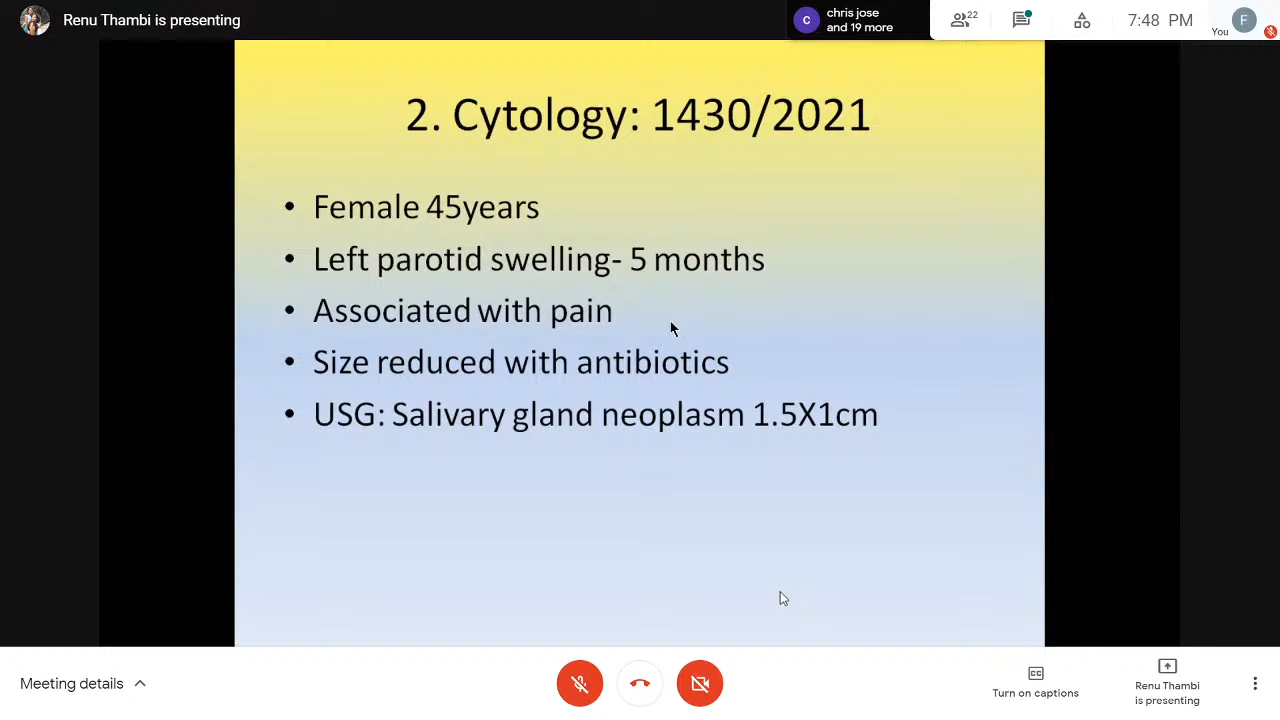 Renu Thambi is presenting
C
chris jose
and 19 more
22
7:48 PM
You
F
2. Cytology: 1430/2021
• Female 45years
• Left parotid swelling- 5 months
• Associated with pain
• Size reduced with antibiotics
• USG: Salivary gland neoplasm 1.5X1cm
Meeting details
CC
Turn on captions
Renu Thambi
is presenting